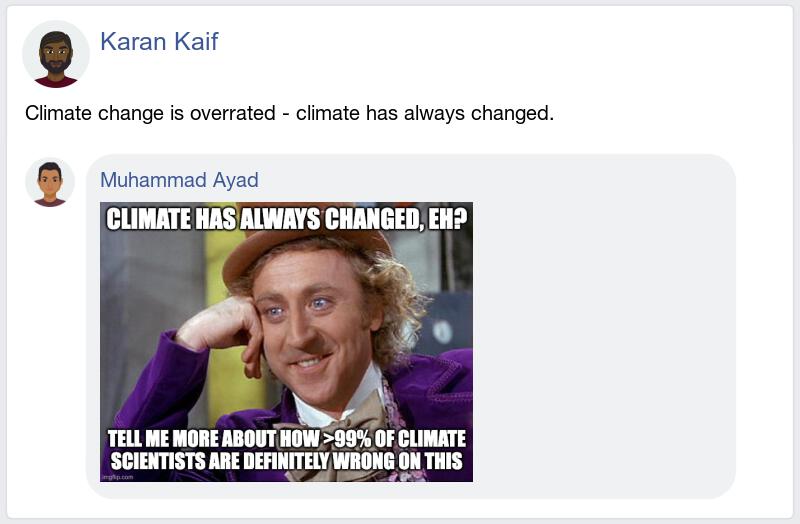 Karan Kaif
Climate change is overrated - climate has always changed.
Muhammad Ayad
CLIMATE HAS ALWAYS CHANGED, EH?
TELL ME MORE ABOUT HOW >99% OF CLIMATE
SCIENTISTS ARE DEFINITELY WRONG ON THIS
imgflip.com